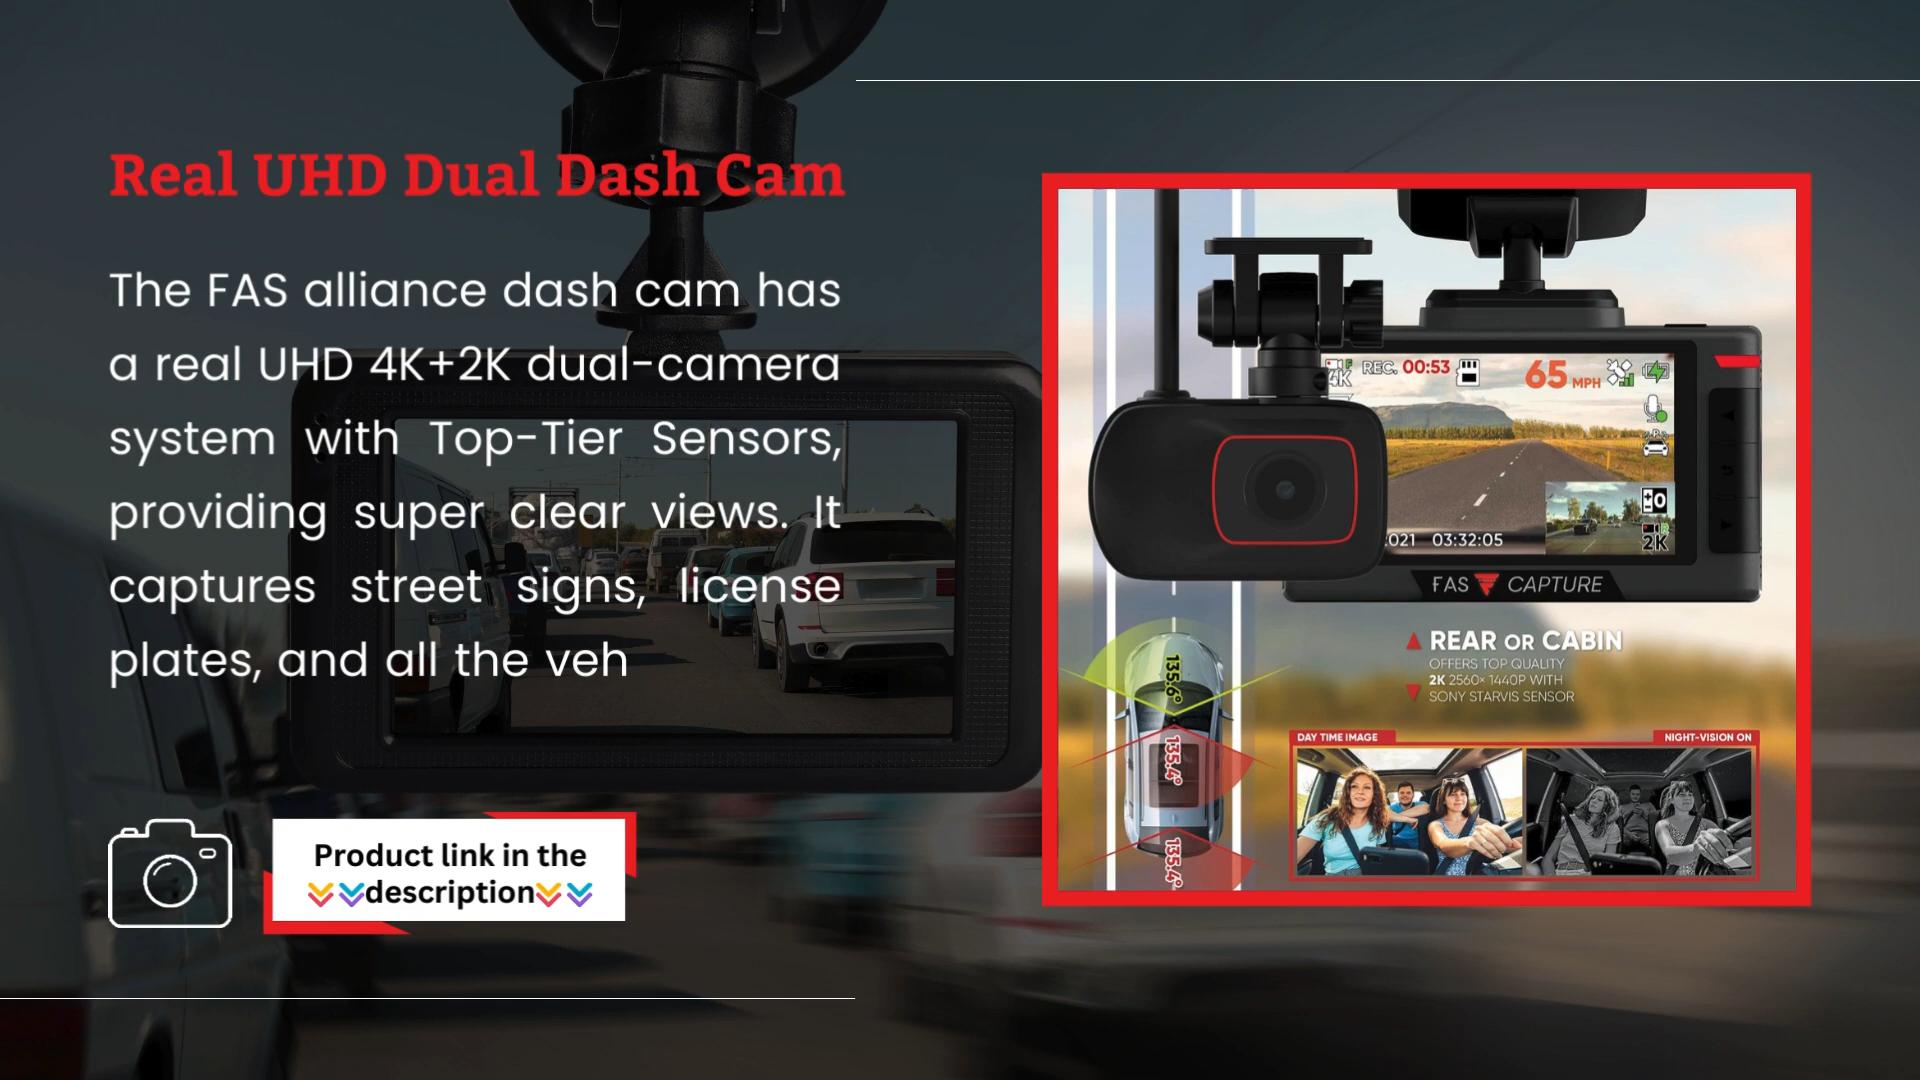 Real UHD Dual Dash Cam
The FAS alliance dash cam has
a real UHD 4K+2K dual-camera
system with Top-Tier Sensors,
providing super clear views. It
captures street signs, license
plates, and all the veh
Product link in the
description
4K REC. 00:53 65 MPH
P
±0
2K
021 03:32:05
FAS CAPTURE
REAR OR CABIN
OFFERS TOP QUALITY
2K 2560x 1440P WITH
SONY STARVIS SENSOR
135.6°
135.4°
135.4°
DAY TIME IMAGE
NIGHT-VISION ON